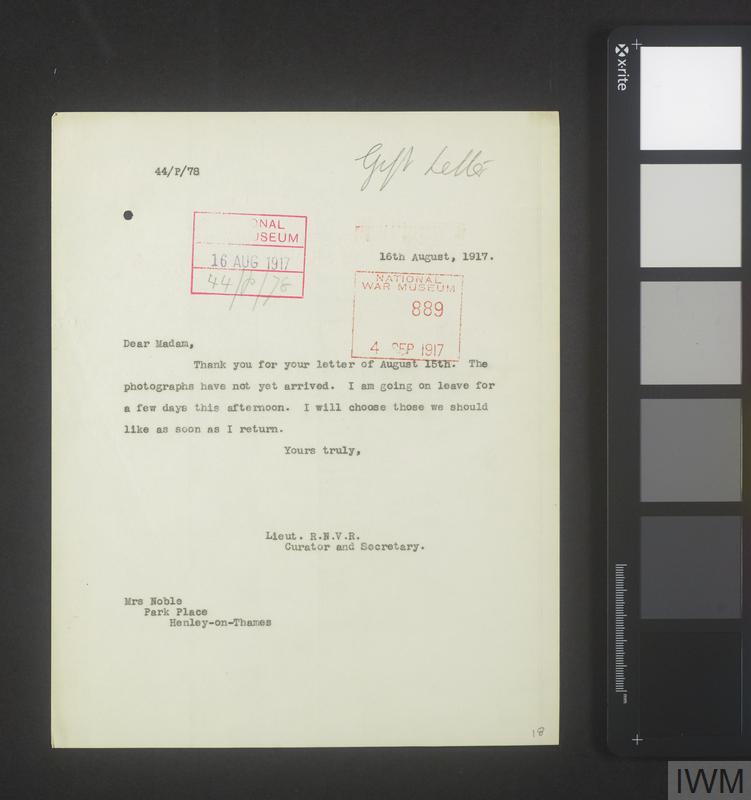 x-rite
Gift Letter
44/P/78
NAL
USEUM
16 AUG 1917
44/P/78
16th August, 1917.
NATIONAL
WAR MUSEUM
889
4 SEP 1917
Dear Madam,
Thank you for your letter of August 15th. The
photographs have not yet arrived. I am going on leave for
a few days this afternoon. I will choose those we should
like as soon as I return.
Yours truly,
Lieut. R.N.V.R.
Curator and Secretary.
Mrs Noble
Park Place
Henley-on-Thames
18
mm
IWM